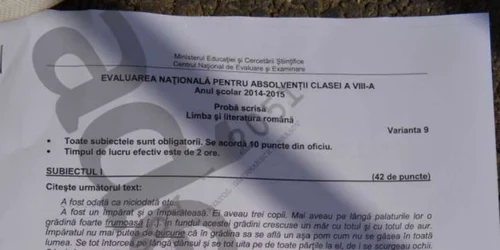 Ministerul Educației și Cercetării Științifice
Centrul Național de Evaluare și Examinare
EVALUAREA NAȚIONALĂ PENTRU ABSOLVENȚII CLASEI A VIII-A
Anul școlar 2014-2015
Probă scrisă
Limba și literatura română
Varianta 9
• Toate subiectele sunt obligatorii. Se acordă 10 puncte din oficiu.
• Timpul de lucru efectiv este de 2 ore.
SUBIECTUL I (42 de puncte)
Citește următorul text:
A fost odată ca niciodată etc.
A fost un împărat și o împărăteasă. Ei aveau trei copii. Mai aveau pe lângă palaturile lor o
grădină foarte frumoasă [...] în fundul acestei grădini crescuse un măr cu totul și cu totul de aur.
Împăratul nu mai putea de bucurie că în grădina sa se află un așa pom cum nu se găsea în toată
lumea. Se tot învârtea pe lângă dânsul și se tot uita pe de toate părțile la el, de i se scurgeau ochii